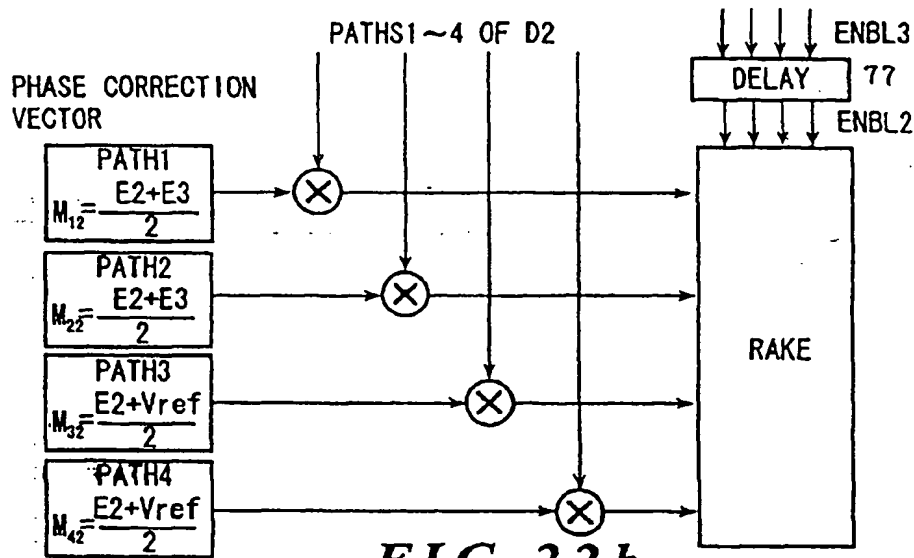 PATHS1~4 OF D2
ENBL3
DELAY 77
ENBL2
PHASE CORRECTION
VECTOR
PATH1
M12= E2+E3
2
PATH2
M22= E2+E3
2
PATH3
M32= E2+Vref
2
PATH4
M42= E2+Vref
2
RAKE